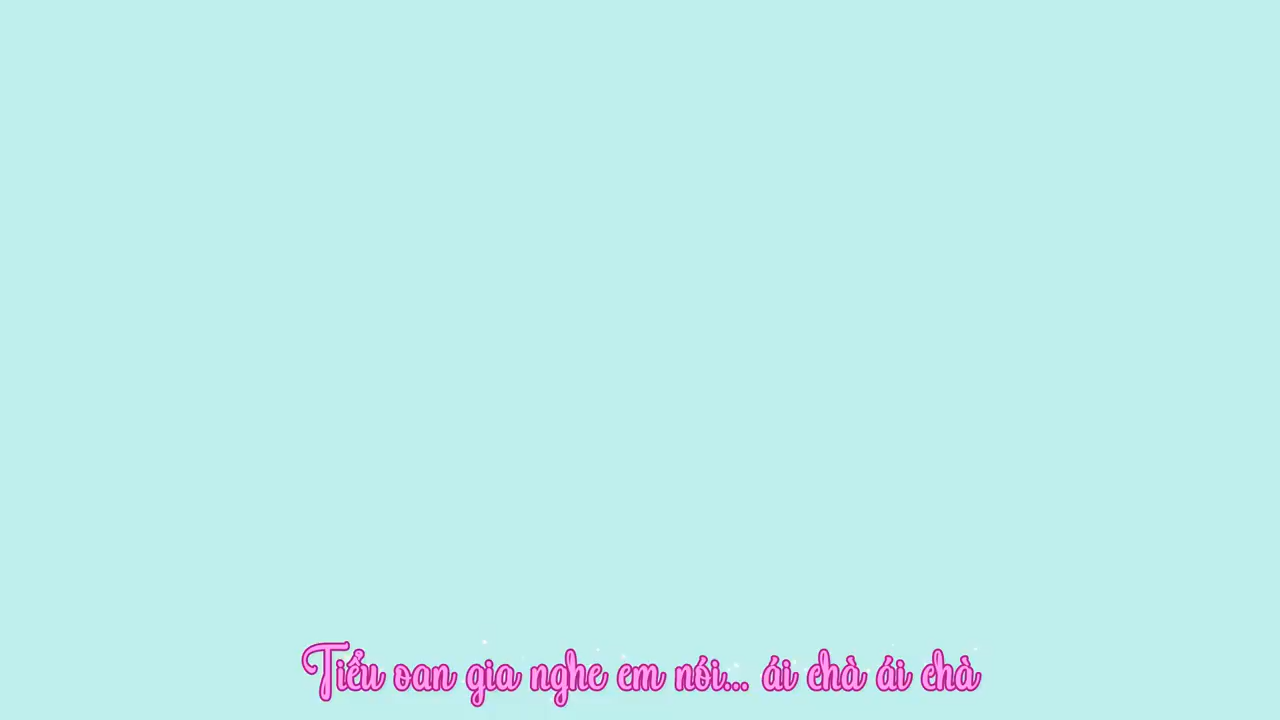 Tiểu oan gia nghe em nói... ái chà ái chà